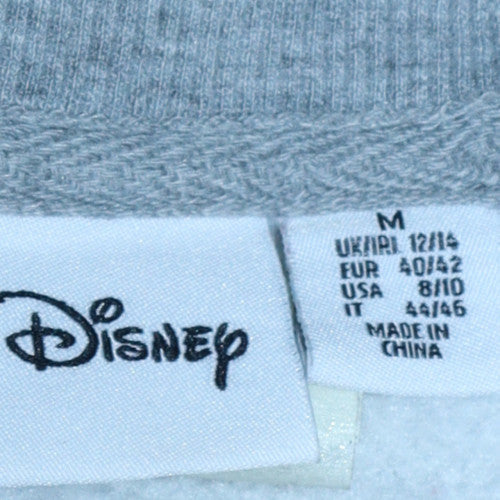 Disney
M
UK/IRL 12/14
EUR 40/42
USA 8/10
IT 44/46
MADE IN
CHINA